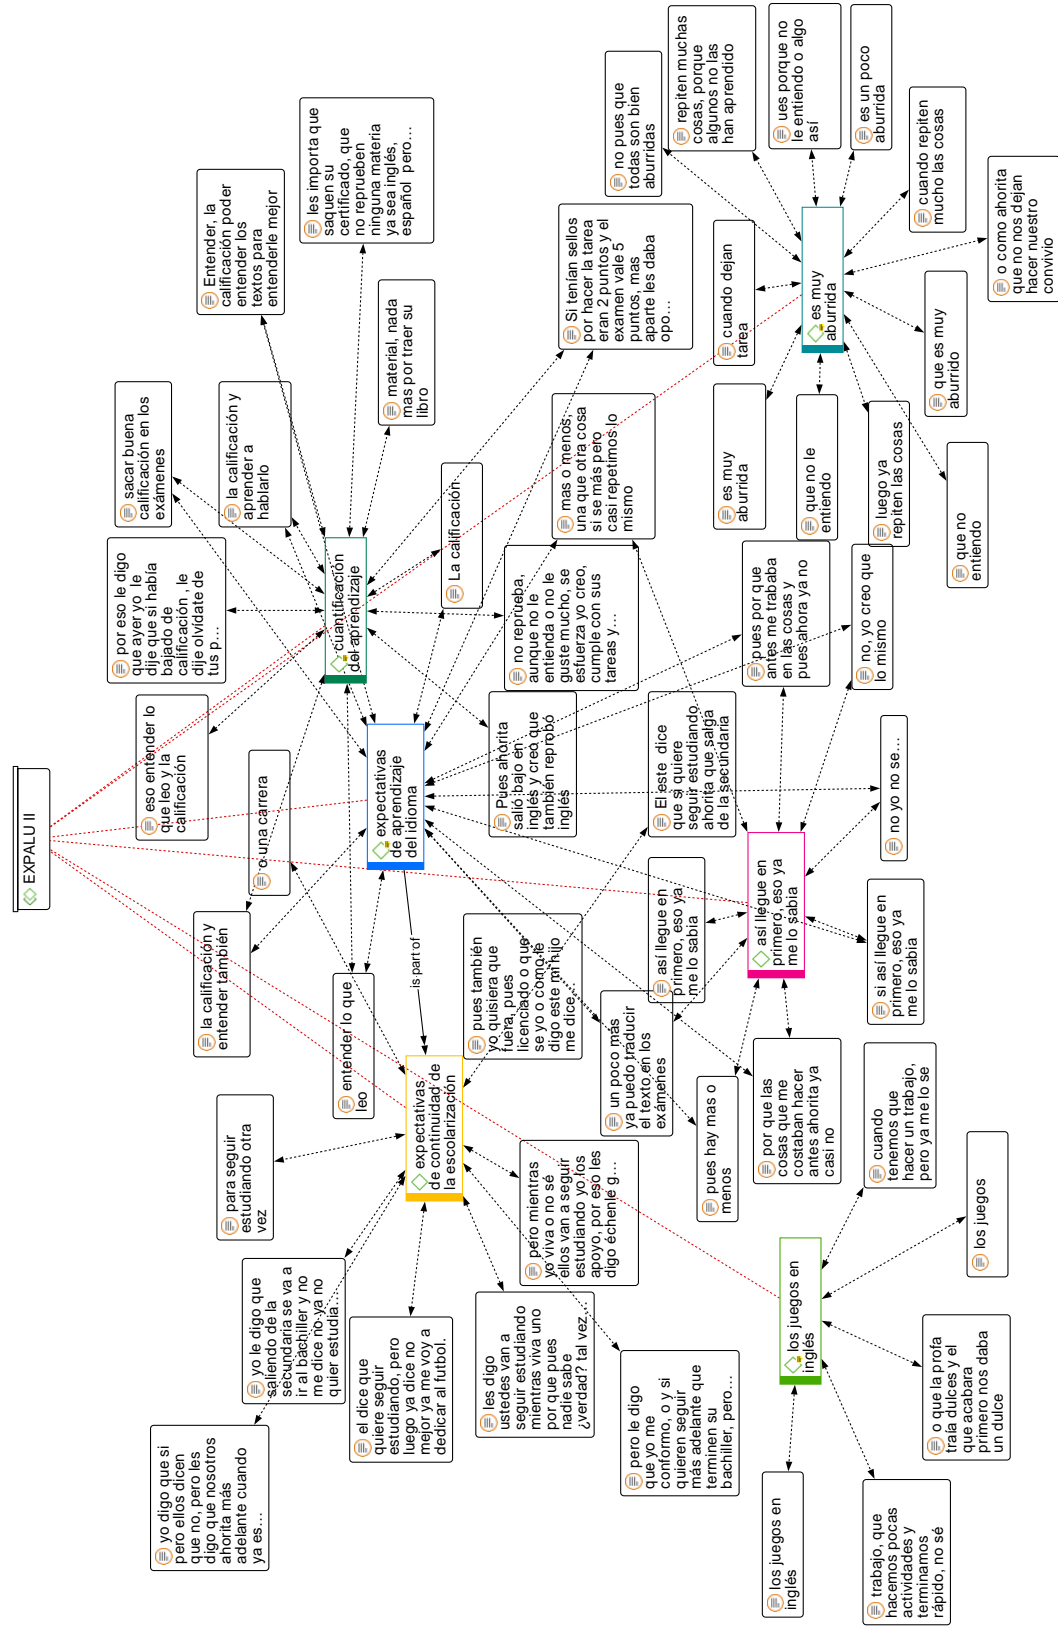 EXPALU II
por eso le digo
que ayer yo le
dije que si había
bajado de
calificación , le
dije olvídate de
tus p…
sacar buena
calificación en los
exámenes
eso entender lo
que leo y la
calificación
yo digo que si
pero ellos dicen
que no, pero les
digo que nosotros
ahorita más
adelante cuando
ya es…
la calificación y
entender también
Entender, la
calificación poder
entender los
textos para
entenderle mejor
para seguir
estudiando otra
vez
la calificación y
aprender a
hablarlo
yo le digo que
saliendo de la
secundaria se va a
ir al bachiller y no
me dice no ya no
quier estudia…
o una carrera
les importa que
saquen su
certificado, que
no reprueben
ninguna materia
ya sea inglés,
español pero…
cuantificación
del aprendizaje
entender lo que
leo
el dice que
quiere seguir
estudiando, pero
luego ya dice no
mejor ya me voy a
dedicar al futbol.
expectativas
de aprendizaje
del idioma
material, nada
mas por traer su
libro
is part of
expectativas
de continuidad de
la escolarización
La calificación
pues también
yo quisiera que
fuera, pues
licenciado o que
se yo o como le
digo este mi hijo
me dice…
les digo
ustedes van a
seguir estudiando
mientras viva uno
por que pues
nadie sabe
¿verdad? tal vez…
Pues ahorita
salió bajo en
inglés y creo que
también reprobó
inglés
no reprueba,
aunque no le
entienda o no le
guste mucho, se
esfuerza yo creo,
cumple con sus
tareas y…
pero mientras
yo viva o no sé
ellos van a seguir
estudiando yo los
apoyo, por eso les
digo échenle g…
mas o menos,
una que otra cosa
si se más pero
casi repetimos lo
mismo
Si tenían sellos
por hacer la tarea
eran 2 puntos y el
examen vale 5
puntos, mas
aparte les daba
opo…
un poco más
ya puedo traducir
el texto en los
exámenes
no pues que
todas son bien
aburridas
pero le digo
que yo me
conformo, o y si
quieren seguir
más adelante que
terminen su
bachiller, pero…
El este dice
que si quiere
seguir estudiando
ahorita que salga
de la secundaria
así llegue en
primero, eso ya
me lo sabia
repiten muchas
cosas, porque
algunos no las
han aprendido
pues hay mas o
menos
es muy
aburrida
cuando dejan
tarea
pues por que
antes me trababa
en las cosas y
pues ahora ya no
así llegue en
primero, eso ya
me lo sabia
por que las
cosas que me
costaban hacer
antes ahorita ya
casi no
los juegos en
inglés
ues porque no
le entiendo o algo
así
los juegos en
inglés
que no le
entiendo
es muy
aburrida
no, yo creo que
lo mismo
es un poco
aburrida
trabajo, que
hacemos pocas
actividades y
terminamos
rápido, no sé
cuando
tenemos que
hacer un trabajo,
pero ya me lo se
si así llegue en
primero, eso ya
me lo sabia
luego ya
repiten las cosas
no yo no se…
cuando repiten
mucho las cosas
o que la profa
traía dulces y el
que acabara
primero nos daba
un dulce
que es muy
aburrido
que no
entiendo
los juegos
o como ahorita
que no nos dejan
hacer nuestro
convivio